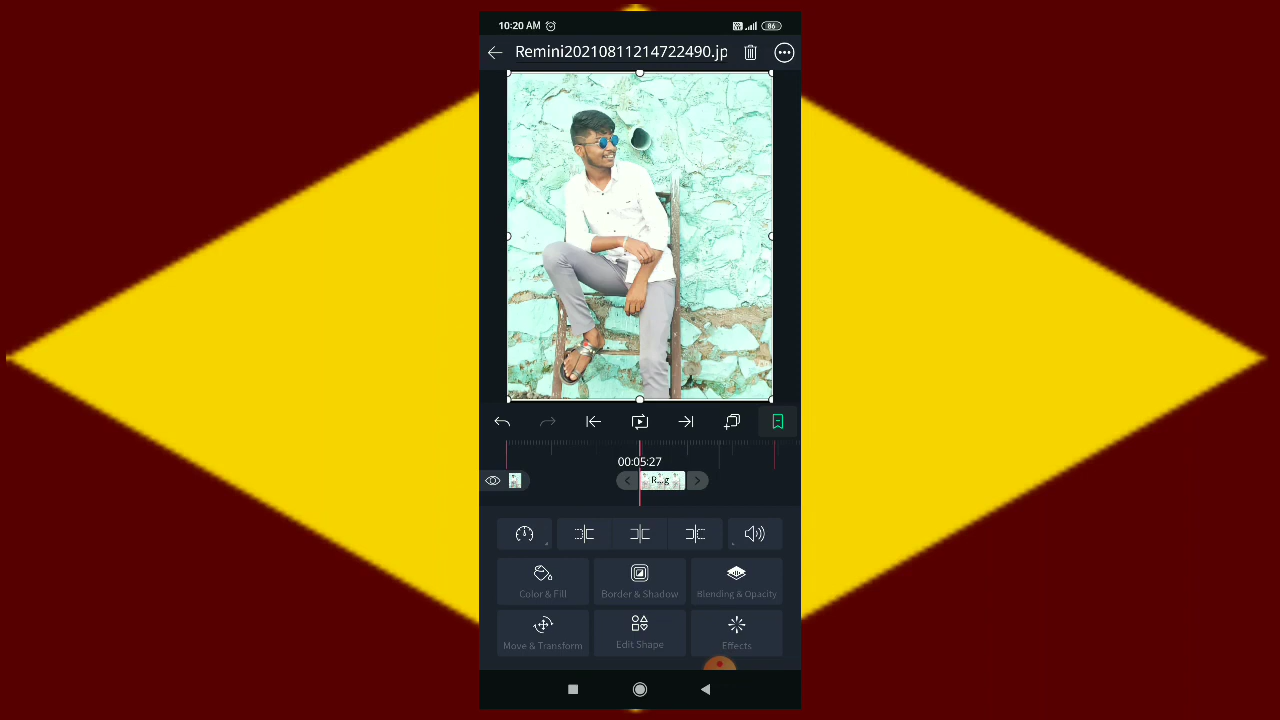 10:20 AM
86
Remini20210811214722490.jp
00:05:27
R...g
Color & Fill
Border & Shadow
Blending & Opacity
Move & Transform
Edit Shape
Effects